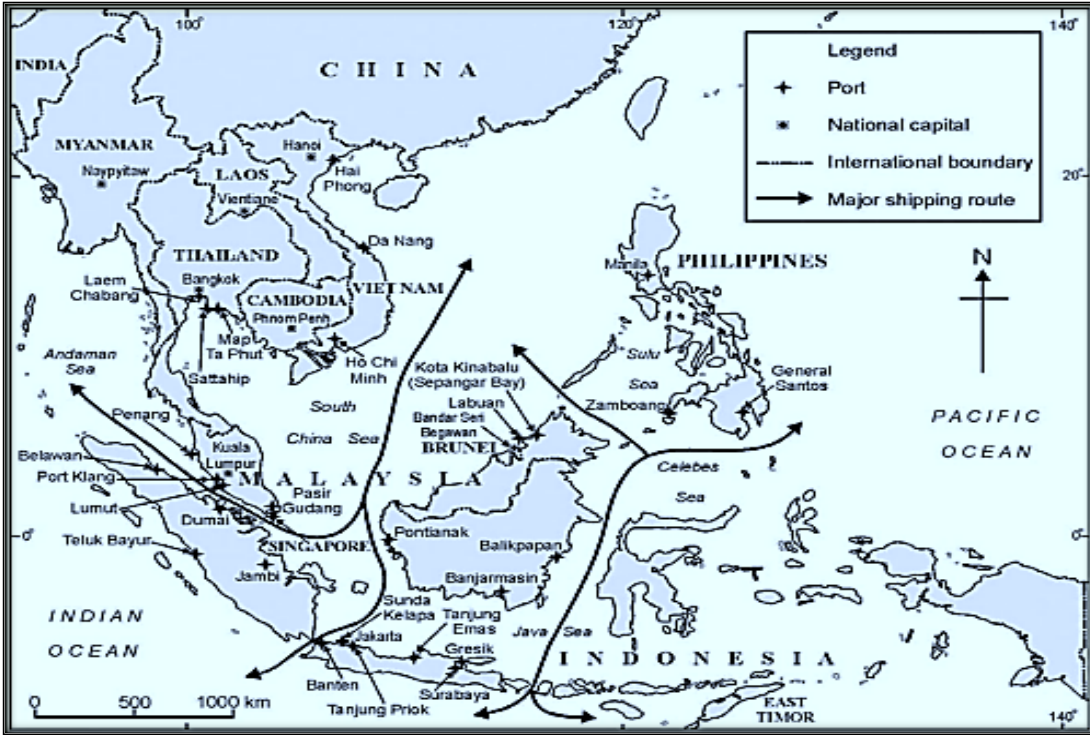 100
120
140
Legend
Port
National capital
International boundary
Major shipping route
INDIA
CHINA
MYANMAR
Naypyitaw
Hanoi
Hai
Phong
LAOS
Vientiane
20
Da Nang
THAILAND
Bangkok
Laem
Chabang
CAMBODIA
Phnom Penh
VIETNAM
Map
Ta Phut
Sattahip
Ho Chi
Minh
Manila
PHILIPPINES
N
Andaman
Sea
South
China Sea
Sulu
Sea
Kota Kinabalu
(Sepangar Bay)
Labuan
Bandar Seri
Begawan
BRUNEI
Zamboang
General
Santos
PACIFIC
OCEAN
Penang
Belawan
Kuala
Lumpur
Port Klang
MALAYSLA
Lumut
Pasir
Gudang
Dumai
Celebes
Sea
0°
0°
Teluk Bayur
SINGAPORE
Pontianak
Balikpapan
Jambi
Banjarmasin
INDIAN
OCEAN
Sunda
Kelapa
Jakarta
Tanjung
Emas
Java Sea
Gresik
INDONESIA
Banten
Tanjung Priok
Surabaya
EAST
TIMOR
0
500
1000 km
140